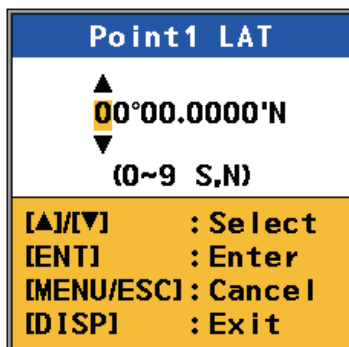 Point1 LAT
▲
00°00.0000'N
▼
(0~9 S,N)
[▲]/[▼] :Select
[ENT] :Enter
[MENU/ESC]:Cancel
[DISP] :Exit